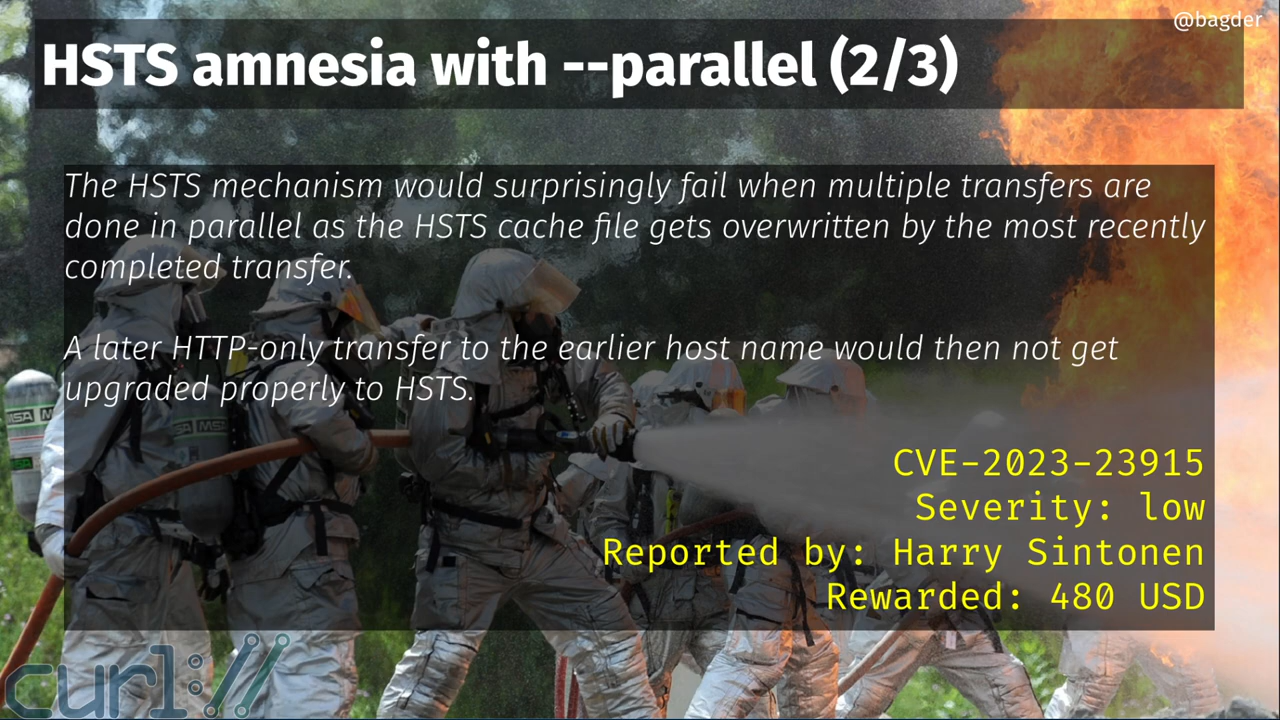 @bagder
HSTS amnesia with --parallel (2/3)
The HSTS mechanism would surprisingly fail when multiple transfers are
done in parallel as the HSTS cache file gets overwritten by the most recently
completed transfer.
A later HTTP-only transfer to the earlier host name would then not get
upgraded properly to HSTS.
MSA MSA
MSA
CVE-2023-23915
Severity: low
Reported by: Harry Sintonen
Rewarded: 480 USD
curl://